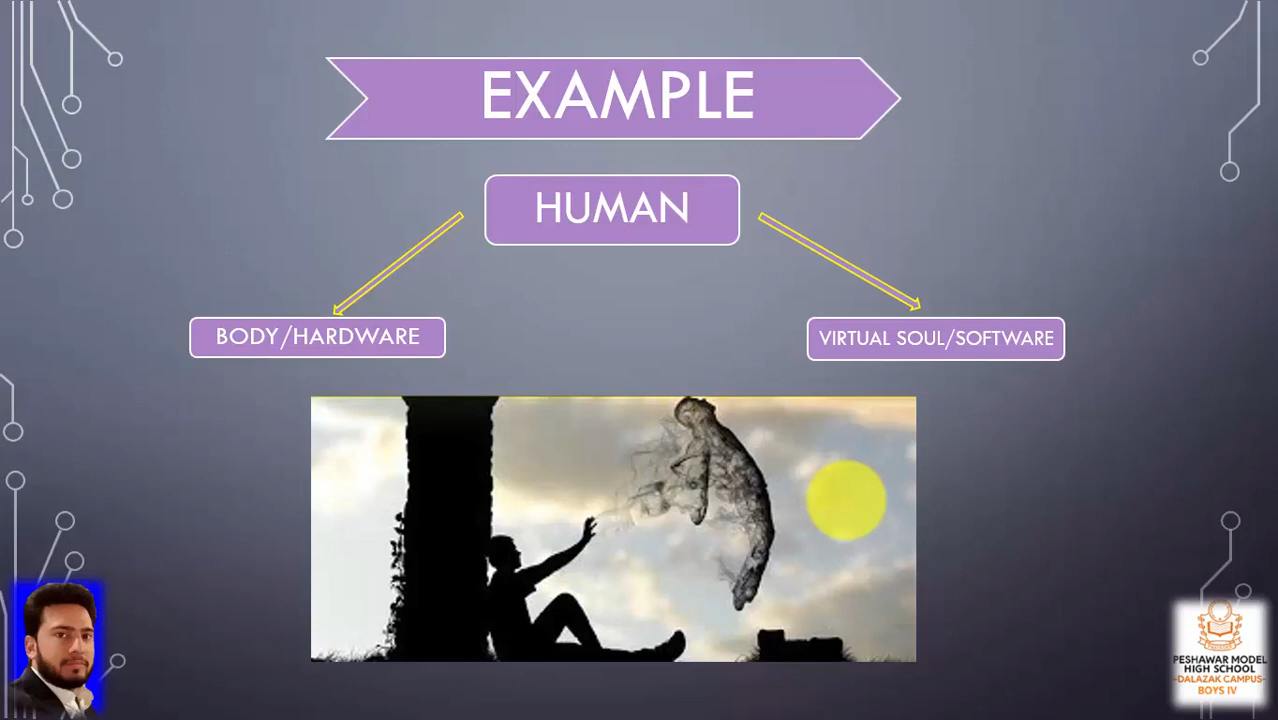 EXAMPLE
HUMAN
BODY/HARDWARE
VIRTUAL SOUL/SOFTWARE
PESHAWAR MODEL
HIGH SCHOOL
-DALAZAK CAMPUS-
BOYS IV